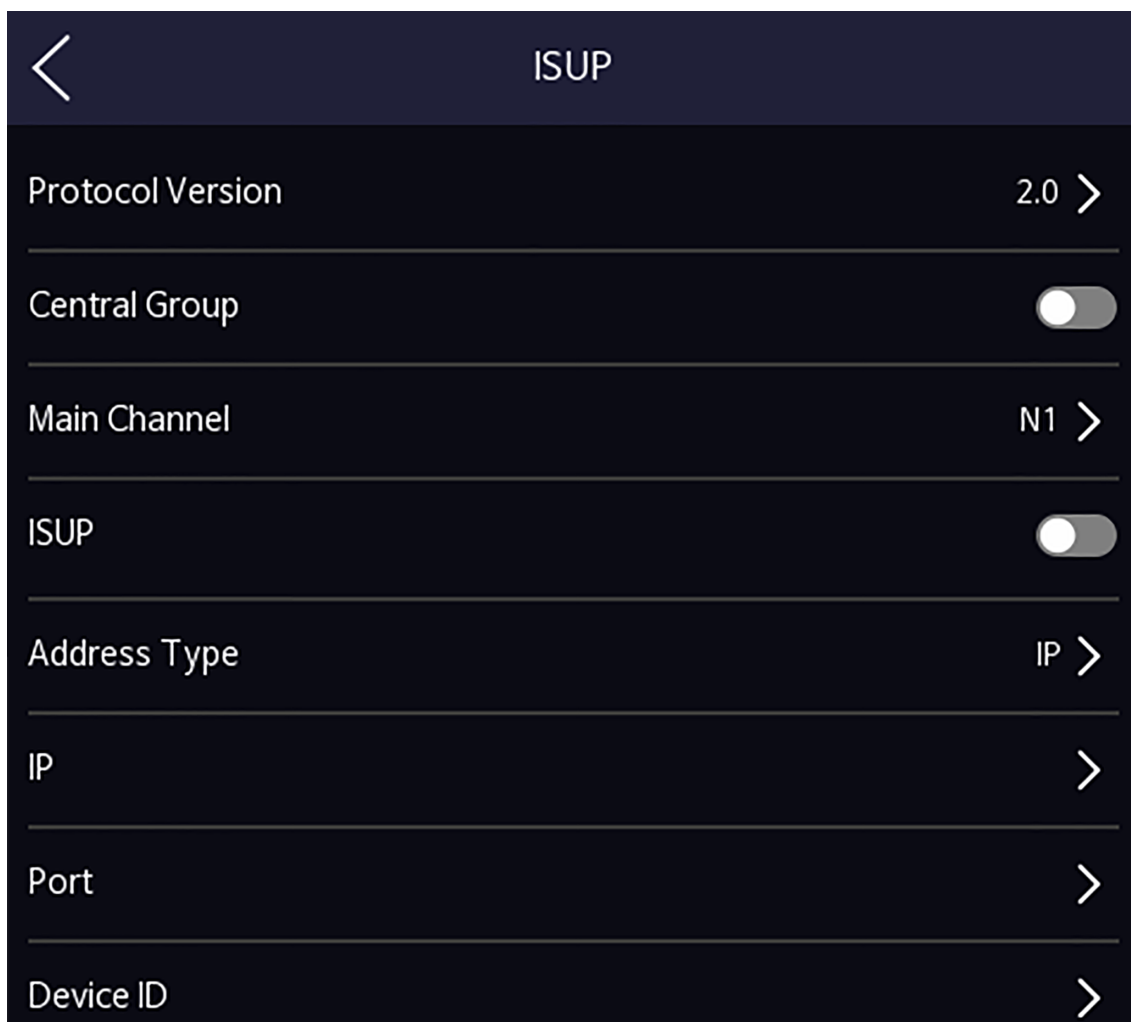 ISUP
Protocol Version 2.0
Central Group
Main Channel N1
ISUP
Address Type IP
IP
Port
Device ID